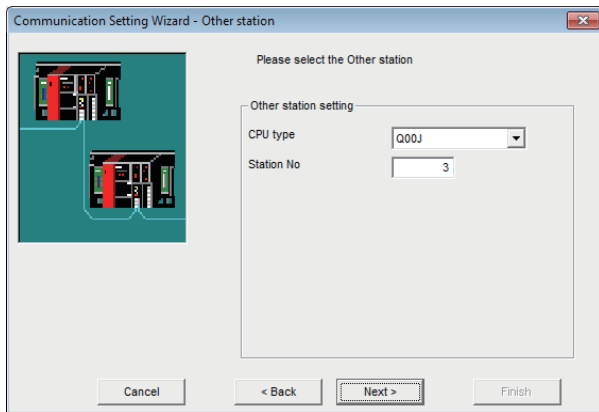 Communication Setting Wizard - Other station
Please select the Other station
Other station setting
CPU type
Q00J
Station No
3
Cancel
< Back
Next >
Finish